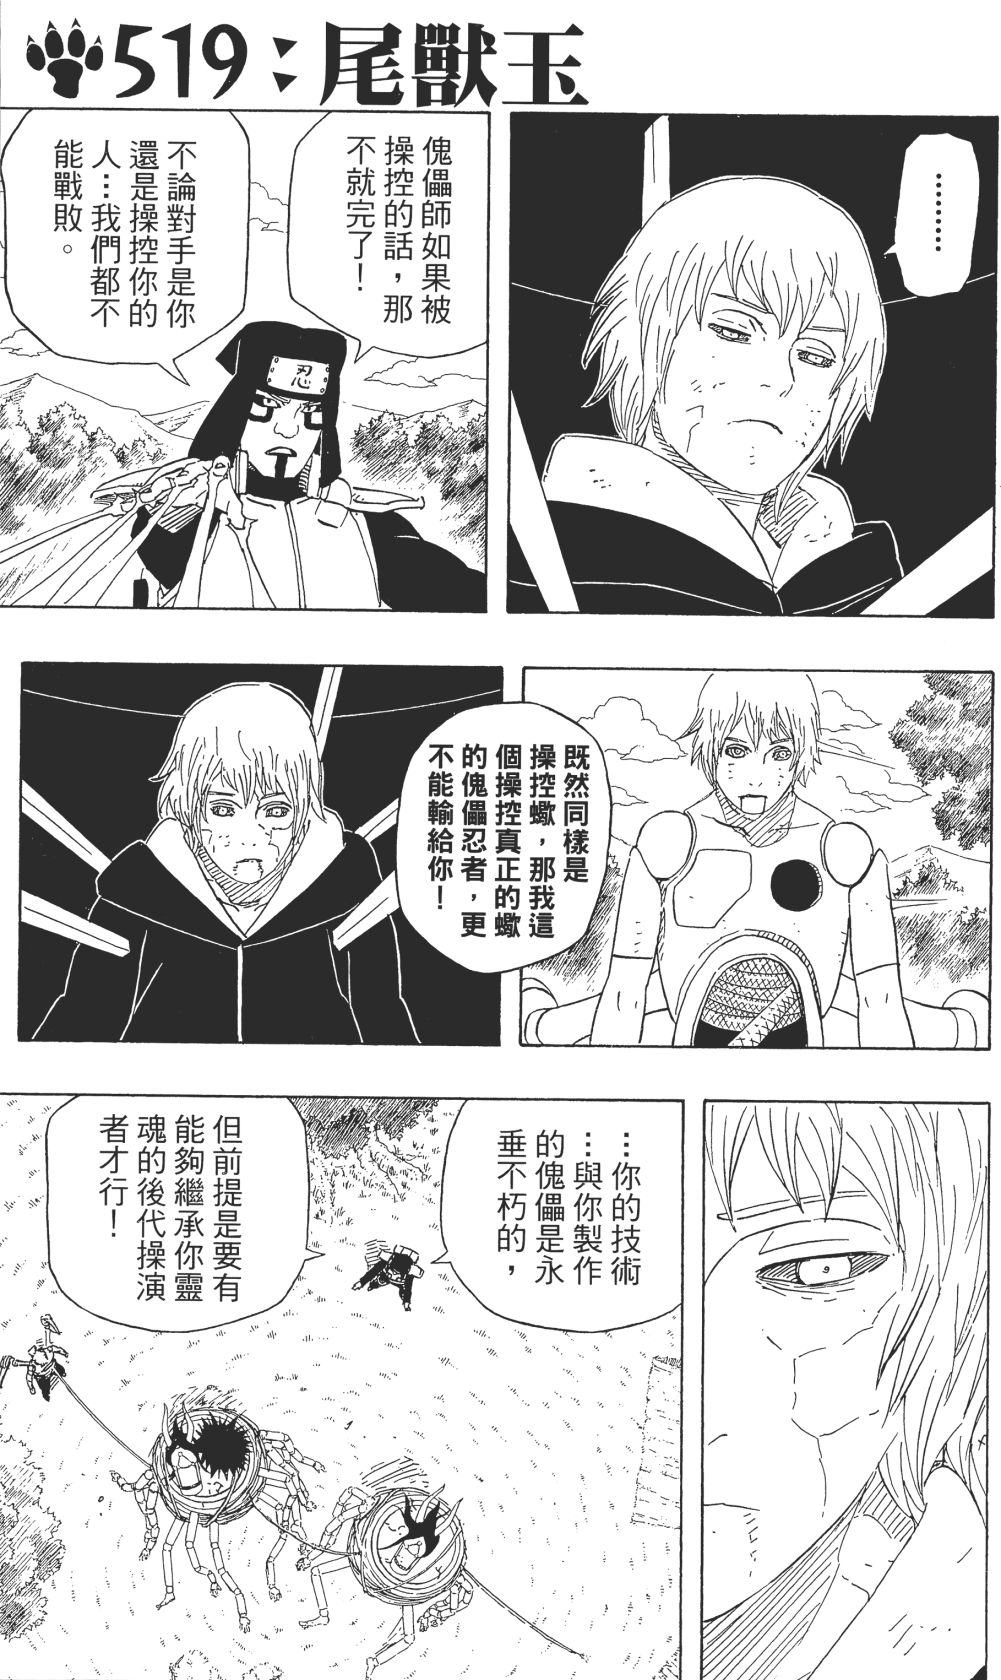 519：尾獸玉
………
傀儡師如果被
操控的話，那
不就完了！
不論對手是你
還是操控你的
人…我們都不
能戰敗。
忍
既然同樣是
操控蠍，那我這
個操控真正的蠍
的傀儡忍者，更
不能輸給你！
…你的技術
…與你製作
的傀儡是永
垂不朽的，
但前提是要有
能夠繼承你靈
魂的後代操演
者才行！